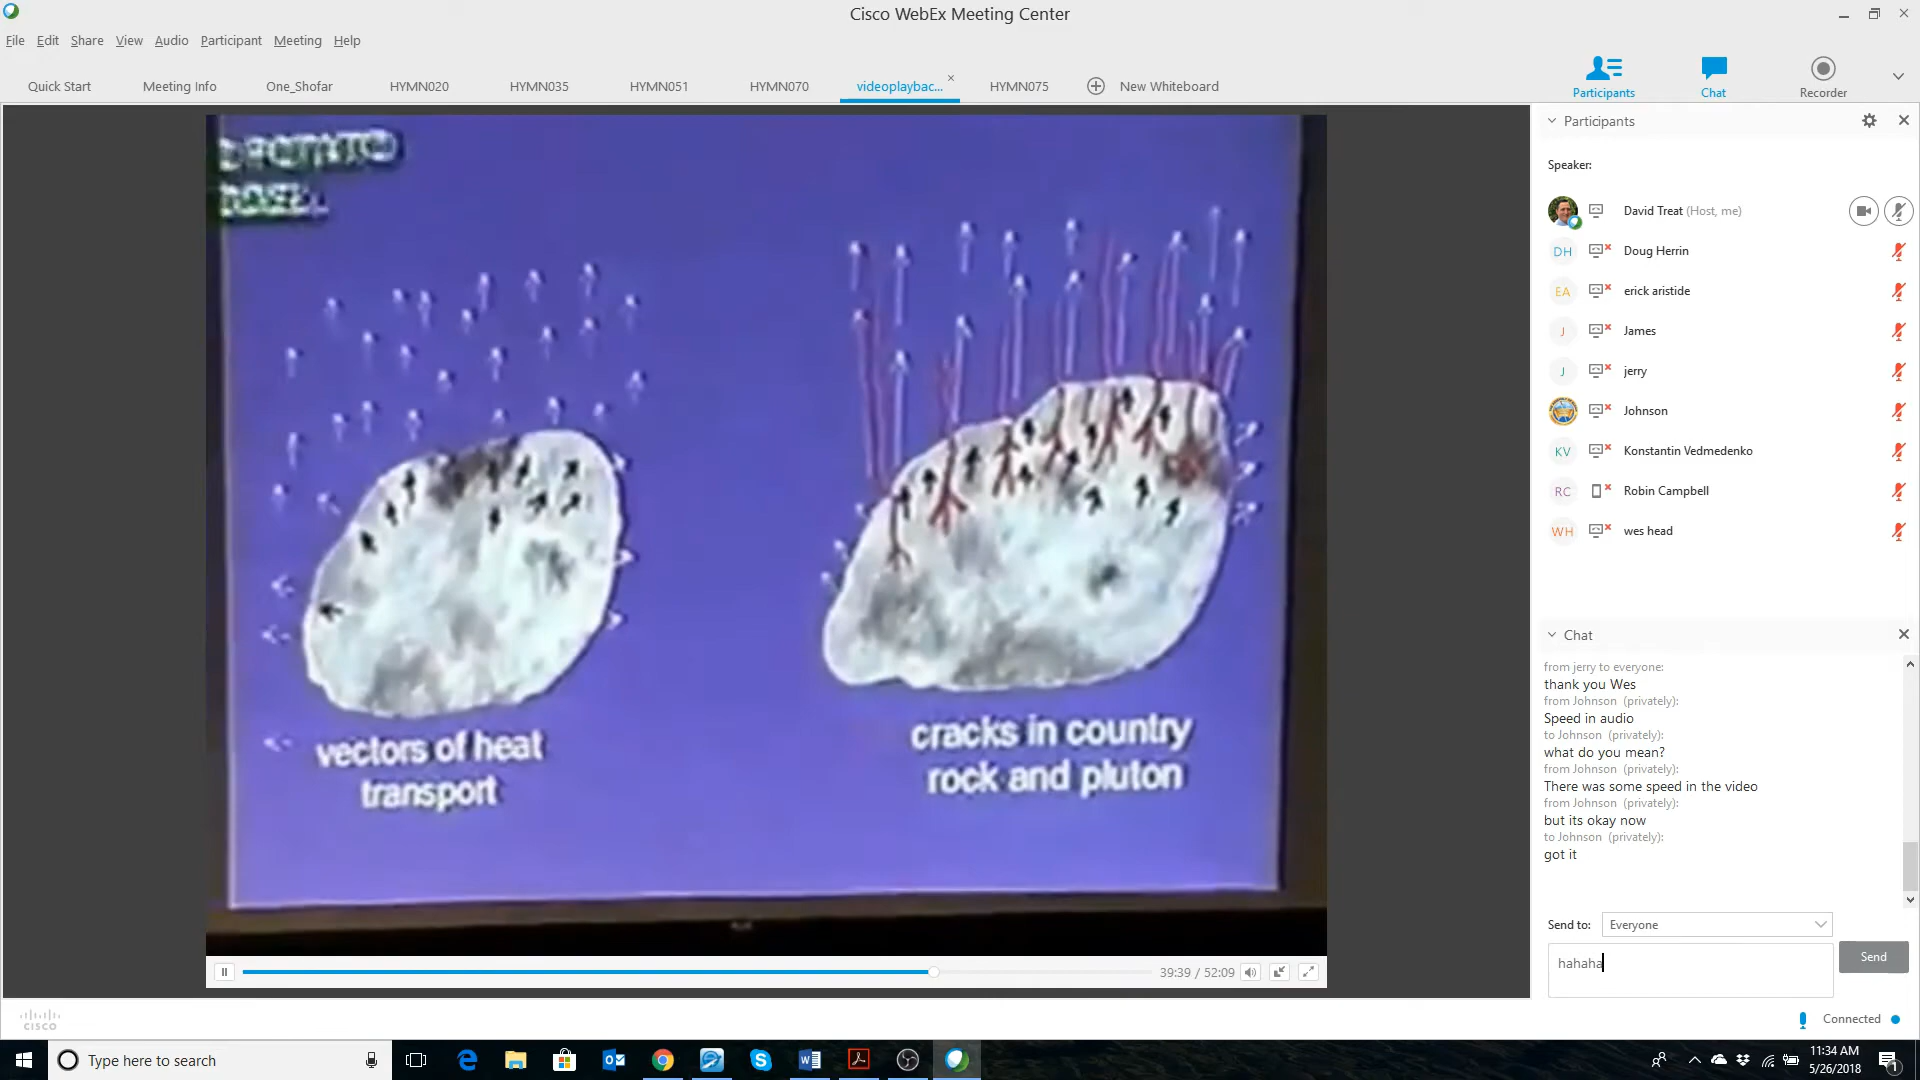 Cisco WebEx Meeting Center
File Edit Share View Audio Participant Meeting Help
Quick Start Meeting Info One_Shofar HYMN020 HYMN035 HYMN051 HYMN070 videoplaybac... HYMN075 New Whiteboard
Participants Chat Recorder
Participants
Speaker:
David Treat (Host, me)
DH Doug Herrin
EA erick aristide
J James
J jerry
Johnson
KV Konstantin Vedmedenko
RC Robin Campbell
WH wes head
vectors of heat
transport
cracks in country
rock and pluton
39:39 / 52:09
Chat
from jerry to everyone:
thank you Wes
from Johnson (privately):
Speed in audio
to Johnson (privately):
what do you mean?
from Johnson (privately):
There was some speed in the video
from Johnson (privately):
but its okay now
to Johnson (privately):
got it
Send to: Everyone
hahaha
Send
CISCO
Connected
Type here to search
11:34 AM
5/26/2018
1